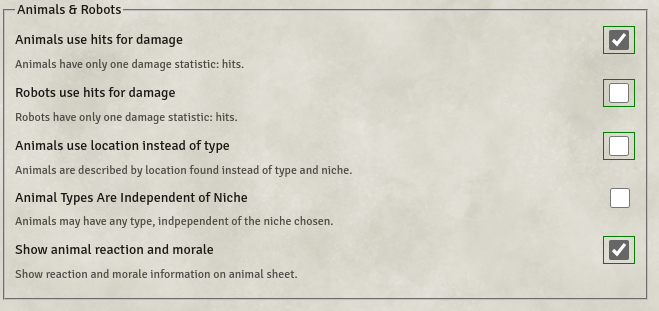 Animals & Robots
Animals use hits for damage
Animals have only one damage statistic: hits.
Robots use hits for damage
Robots have only one damage statistic: hits.
Animals use location instead of type
Animals are described by location found instead of type and niche.
Animal Types Are Independent of Niche
Animals may have any type, indpependent of the niche chosen.
Show animal reaction and morale
Show reaction and morale information on animal sheet.